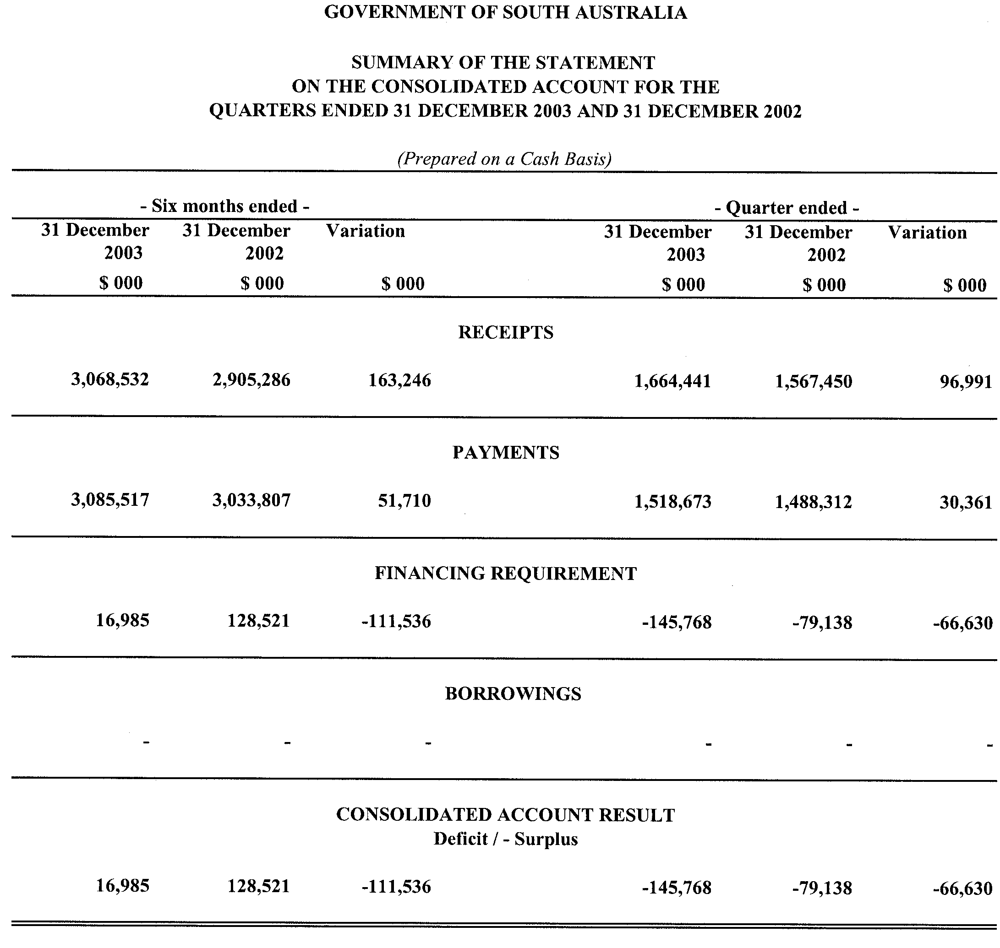 GOVERNMENT OF SOUTH AUSTRALIA
SUMMARY OF THE STATEMENT
ON THE CONSOLIDATED ACCOUNT FOR THE
QUARTERS ENDED 31 DECEMBER 2003 AND 31 DECEMBER 2002
(Prepared on a Cash Basis)
- Six months ended - - Quarter ended -
31 December 31 December Variation 31 December 31 December Variation
2003 2002 2003 2002
$ 000 $ 000 $ 000 $ 000 $ 000 $ 000
RECEIPTS
3,068,532 2,905,286 163,246 1,664,441 1,567,450 96,991
PAYMENTS
3,085,517 3,033,807 51,710 1,518,673 1,488,312 30,361
FINANCING REQUIREMENT
16,985 128,521 -111,536 -145,768 -79,138 -66,630
BORROWINGS
- - - - - -
CONSOLIDATED ACCOUNT RESULT
Deficit / - Surplus
16,985 128,521 -111,536 -145,768 -79,138 -66,630